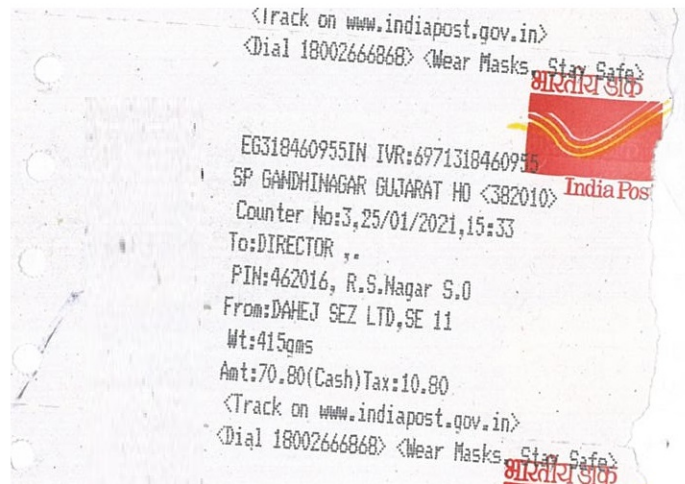 <Track on www.indiapost.gov.in>
<Dial 18002666868> <Wear Masks, Stay Safe>
भारतीय डाक
EG318460955IN IVR:6971318460955
India Pos
SP GANDHINAGAR GUJARAT HO <382010>
Counter No:3,25/01/2021,15:33
To:DIRECTOR ,.
PIN:462016, R.S.Nagar S.O
From:DAHEJ SEZ LTD,SE 11
Wt:415gms
Amt:70.80(Cash)Tax:10.80
<Track on www.indiapost.gov.in>
<Dial 18002666868> <Wear Masks, Stay Safe>
भारतीय डाक